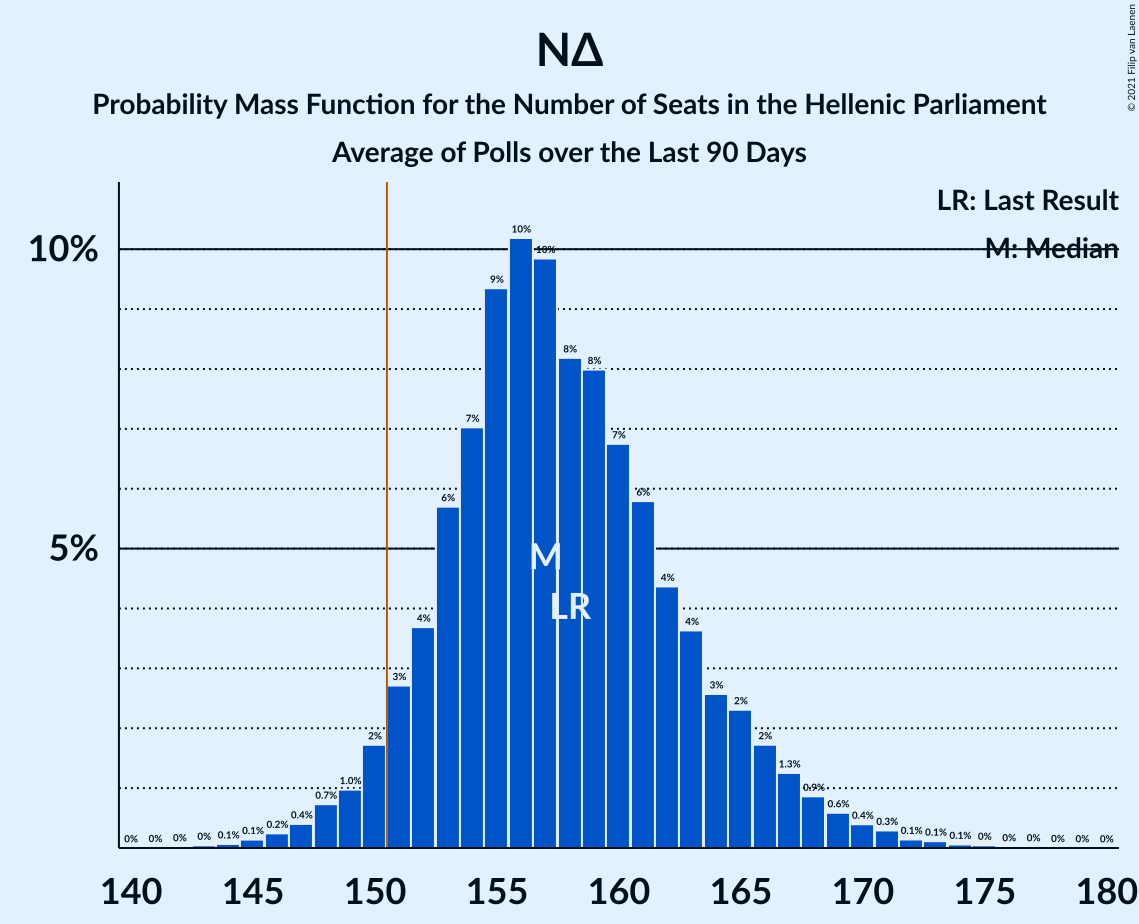 ΝΔ
Probability Mass Function for the Number of Seats in the Hellenic Parliament
Average of Polls over the Last 90 Days
© 2021 Filip van Laenen
LR: Last Result
M: Median
10%
5%
0% 0% 0% 0% 0.1% 0.1% 0.2% 0.4% 0.7% 1.0% 2% 3% 4% 6% 7% 9% 10% 10% 8% 8% 7% 6% 4% 4% 3% 2% 2% 1.3% 0.9% 0.6% 0.4% 0.3% 0.1% 0.1% 0.1% 0% 0% 0% 0% 0% 0%
M
LR
140 145 150 155 160 165 170 175 180